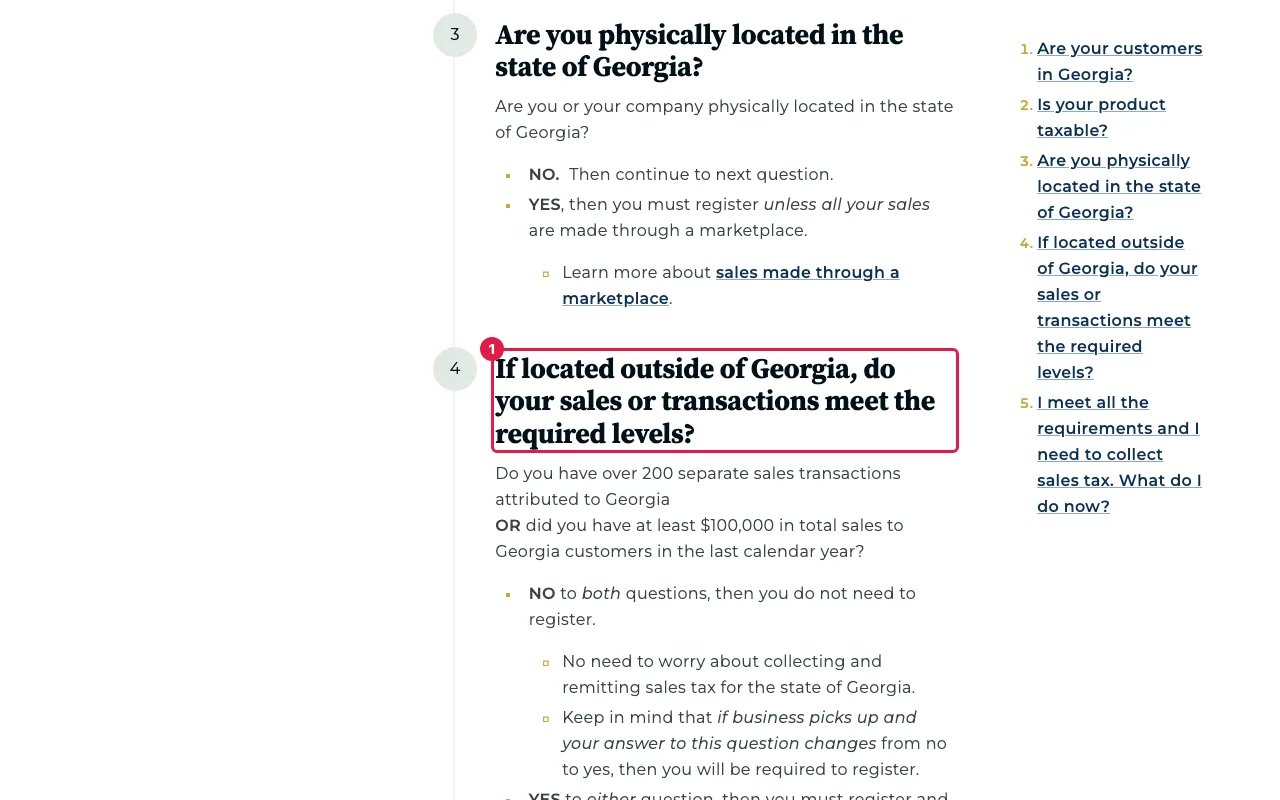 3
Are you physically located in the
state of Georgia?
Are you or your company physically located in the state
of Georgia?
NO. Then continue to next question.
YES, then you must register unless all your sales
are made through a marketplace.
Learn more about sales made through a
marketplace.
1
4
If located outside of Georgia, do
your sales or transactions meet the
required levels?
Do you have over 200 separate sales transactions
attributed to Georgia
OR did you have at least $100,000 in total sales to
Georgia customers in the last calendar year?
NO to both questions, then you do not need to
register.
No need to worry about collecting and
remitting sales tax for the state of Georgia.
Keep in mind that if business picks up and
your answer to this question changes from no
to yes, then you will be required to register.
YES to either question, then you must register and
1. Are your customers
in Georgia?
2. Is your product
taxable?
3. Are you physically
located in the state
of Georgia?
4. If located outside
of Georgia, do your
sales or
transactions meet
the required
levels?
5. I meet all the
requirements and I
need to collect
sales tax. What do I
do now?